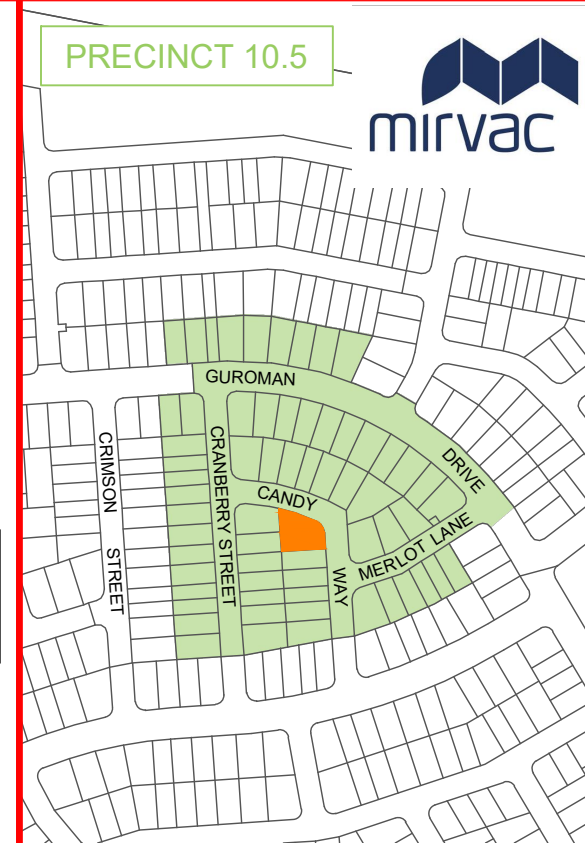 PRECINCT 10.5
mirvac
GUROMAN
DRIVE
CRIMSON
STREET
CRANBERRY STREET
CANDY
WAY
MERLOT LANE